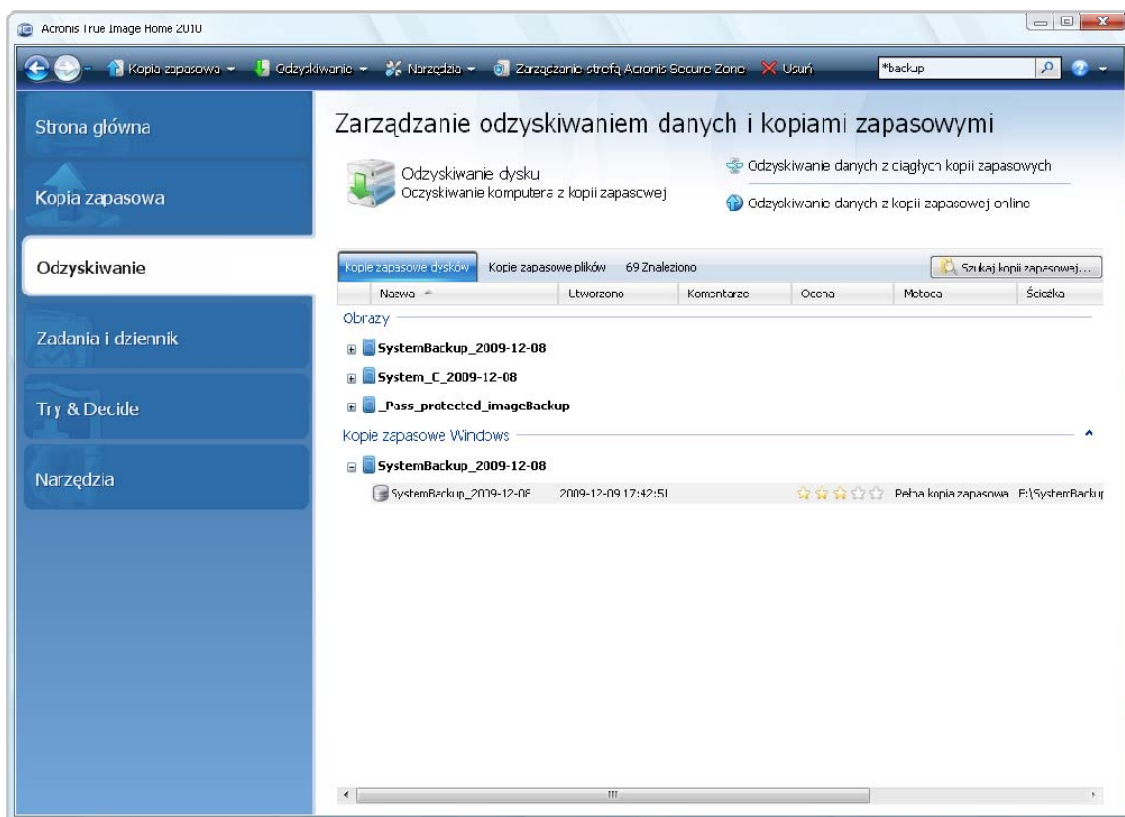 Acronis True Image Home 2010
Kopia zapasowa
Odzyskiwanie
Narzędzia
Zarządzanie strefą Acronis Secure Zone
Usuń
*backup
Strona główna
Kopia zapasowa
Odzyskiwanie
Zadania i dziennik
Try & Decide
Narzędzia
Zarządzanie odzyskiwaniem danych i kopiami zapasowymi
Odzyskiwanie dysku
Oczyskiwanie komputera z kopii zapasowej
Odzyskiwanie danych z ciągłych kopii zapasowych
Odzyskiwanie danych z kopii zapasowej online
Kopie zapasowe dysków Kopie zapasowe plików 69 Znaleziono Szukaj kopii zapasowej...
Nazwa Utworzono Komentarze Ocena Metoda Ścieżka
Obrazy
SystemBackup_2009-12-08
System_C_2009-12-08
_Pass_protected_imageBackup
Kopie zapasowe Windows
SystemBackup_2009-12-08
SystemBackup_2009-12-08 2009-12-09 17:42:51 Pełna kopia zapasowa E:\SystemBackup